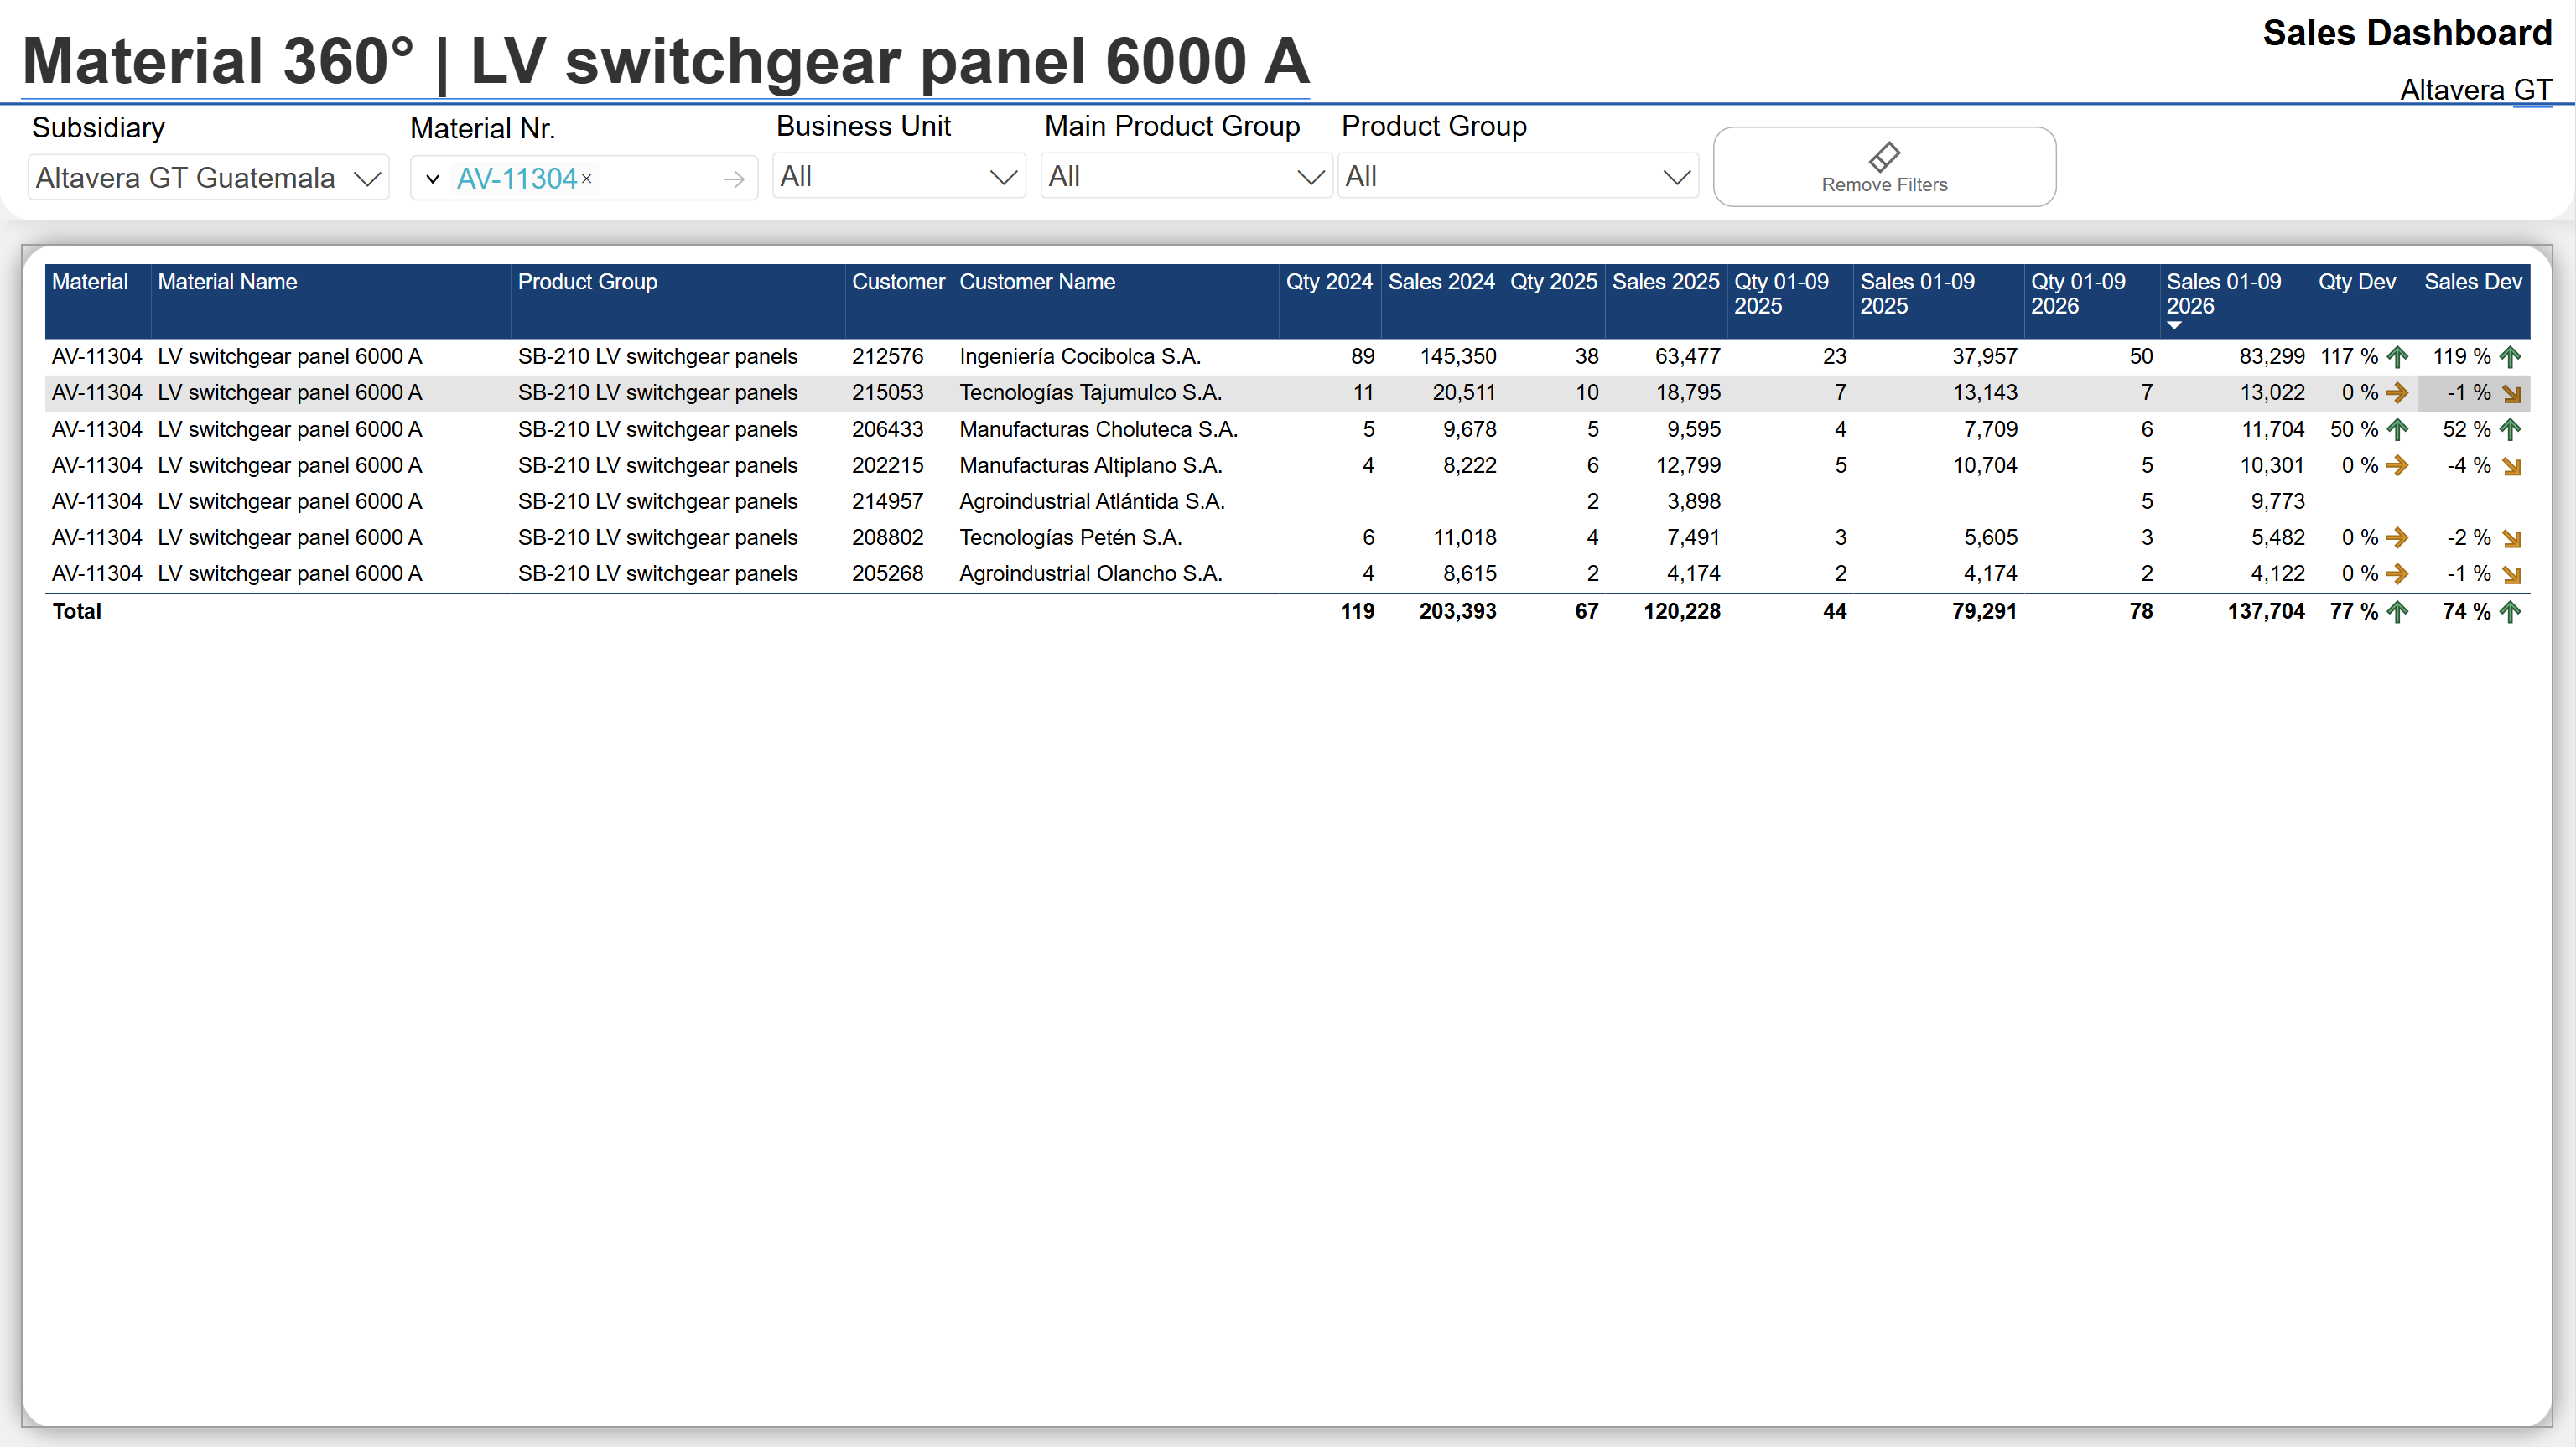 Material 360° | LV switchgear panel 6000 A
Sales Dashboard
Altavera GT
Subsidiary
Material Nr.
Business Unit
Main Product Group
Product Group
Altavera GT Guatemala
AV-11304×
All
All
All
Remove Filters
Material Material Name Product Group Customer Customer Name Qty 2024 Sales 2024 Qty 2025 Sales 2025 Qty 01-09 2025 Sales 01-09 2025 Qty 01-09 2026 Sales 01-09 2026 Qty Dev Sales Dev
AV-11304 LV switchgear panel 6000 A SB-210 LV switchgear panels 212576 Ingeniería Cocibolca S.A. 89 145,350 38 63,477 23 37,957 50 83,299 117 % 119 %
AV-11304 LV switchgear panel 6000 A SB-210 LV switchgear panels 215053 Tecnologías Tajumulco S.A. 11 20,511 10 18,795 7 13,143 7 13,022 0 % -1 %
AV-11304 LV switchgear panel 6000 A SB-210 LV switchgear panels 206433 Manufacturas Choluteca S.A. 5 9,678 5 9,595 4 7,709 6 11,704 50 % 52 %
AV-11304 LV switchgear panel 6000 A SB-210 LV switchgear panels 202215 Manufacturas Altiplano S.A. 4 8,222 6 12,799 5 10,704 5 10,301 0 % -4 %
AV-11304 LV switchgear panel 6000 A SB-210 LV switchgear panels 214957 Agroindustrial Atlántida S.A. 2 3,898 5 9,773
AV-11304 LV switchgear panel 6000 A SB-210 LV switchgear panels 208802 Tecnologías Petén S.A. 6 11,018 4 7,491 3 5,605 3 5,482 0 % -2 %
AV-11304 LV switchgear panel 6000 A SB-210 LV switchgear panels 205268 Agroindustrial Olancho S.A. 4 8,615 2 4,174 2 4,174 2 4,122 0 % -1 %
Total 119 203,393 67 120,228 44 79,291 78 137,704 77 % 74 %